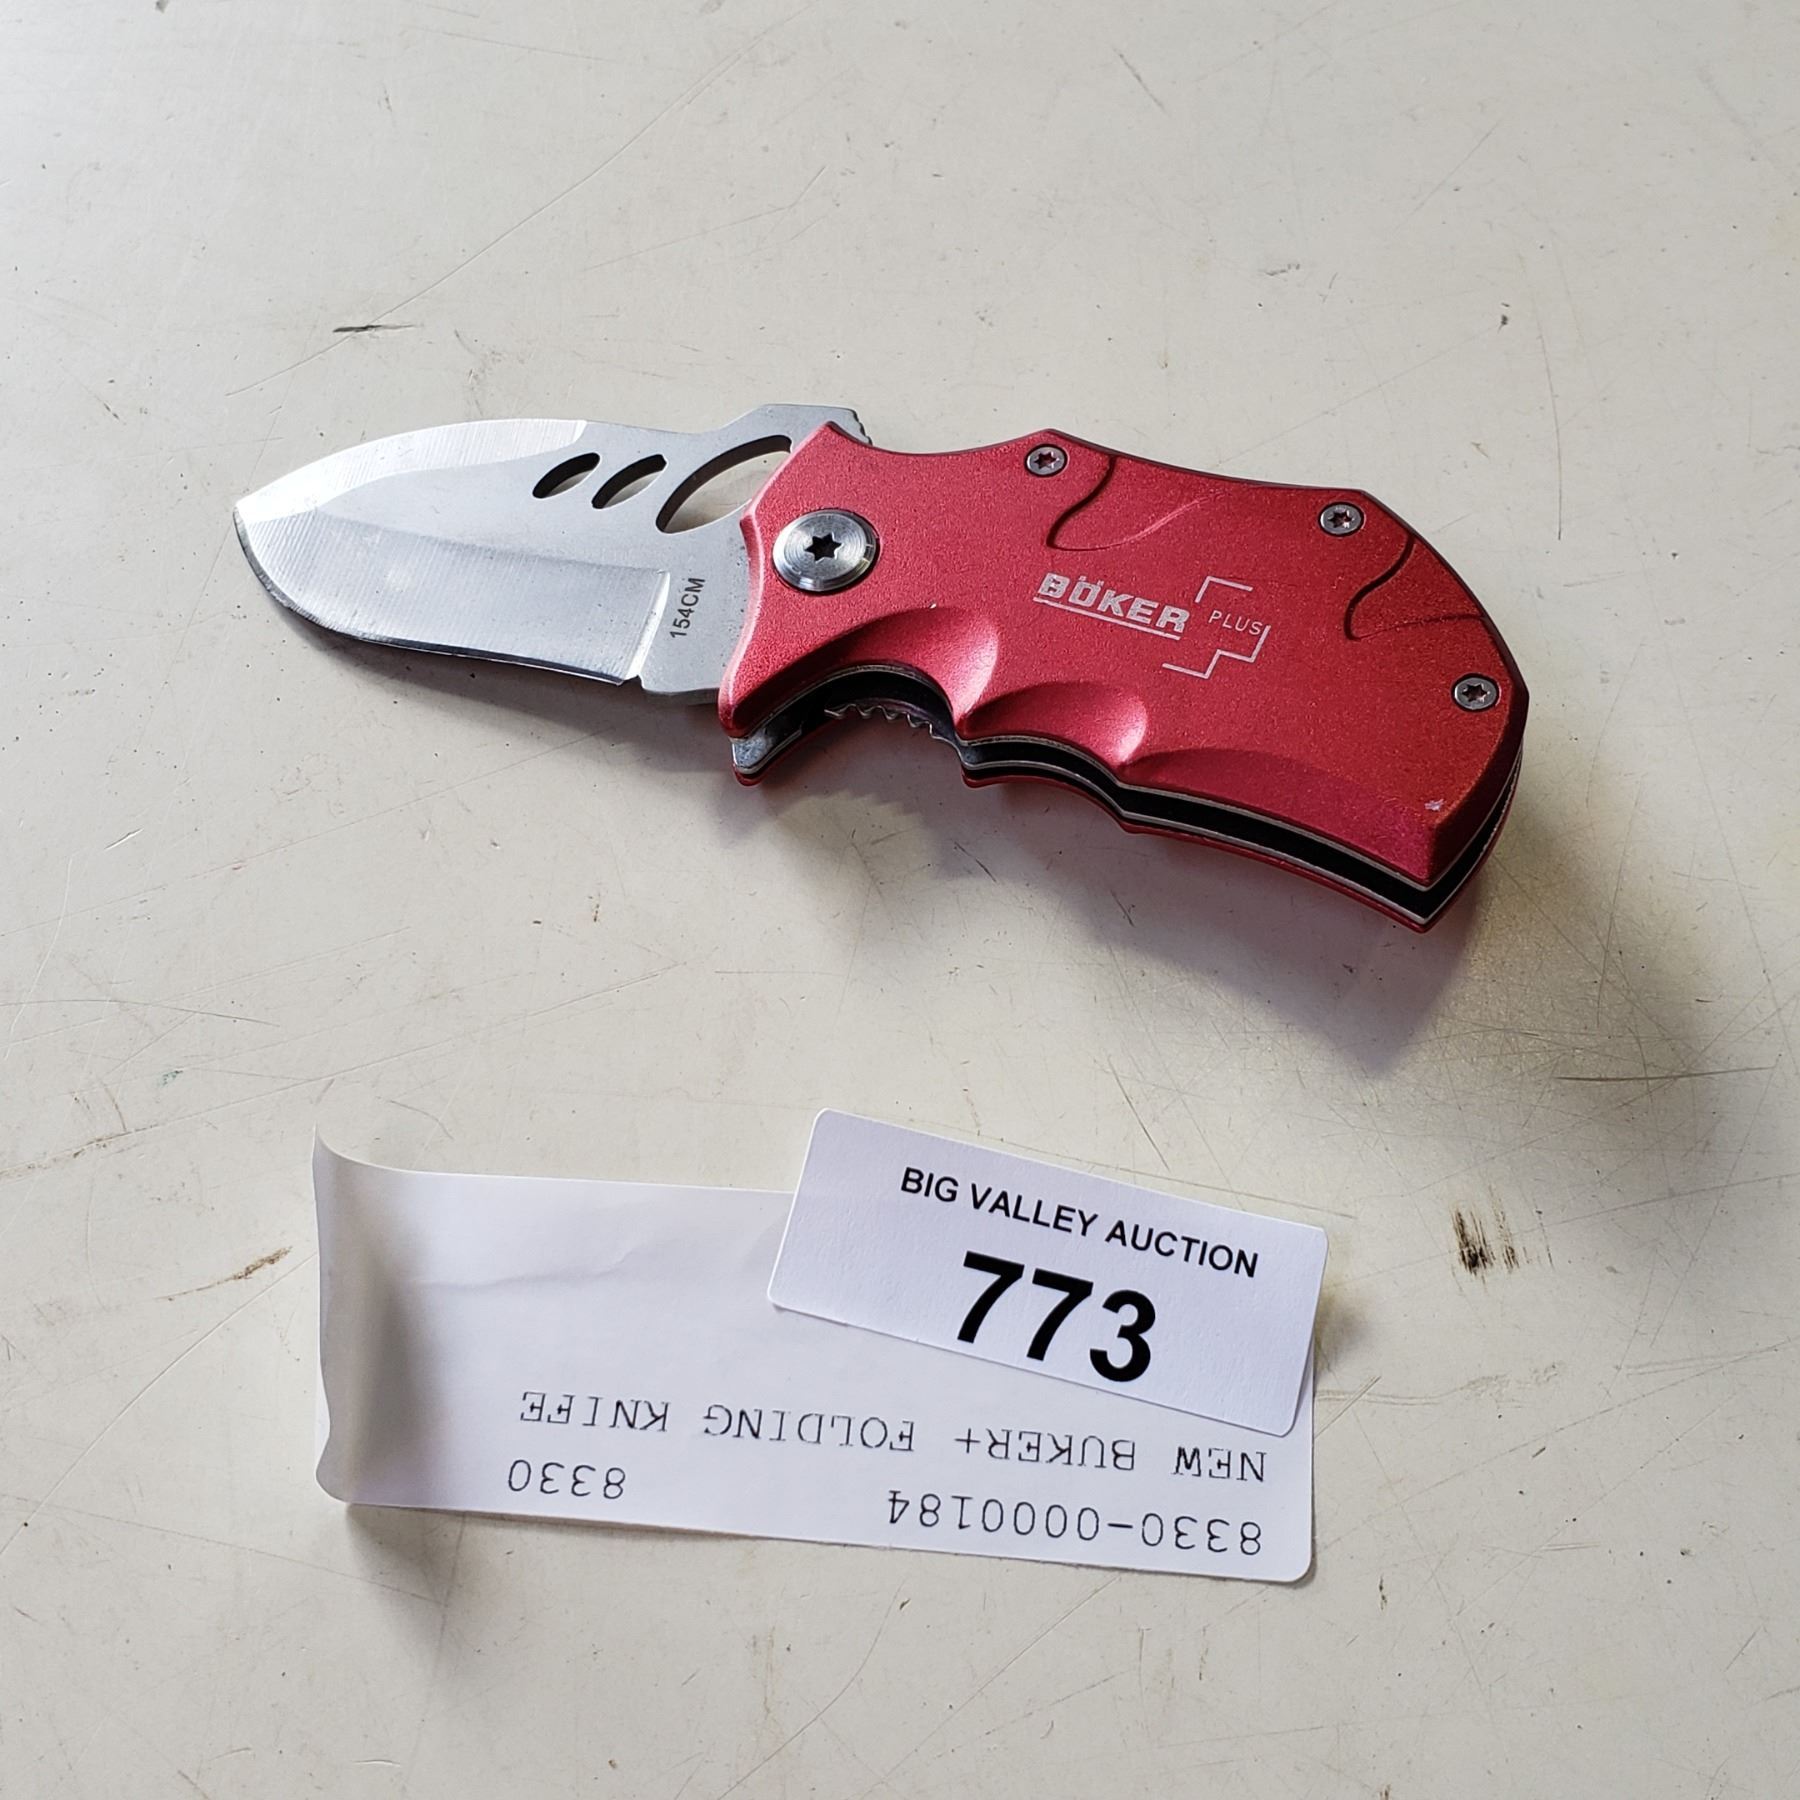 154CM
BÖKER PLUS
BIG VALLEY AUCTION
773
8330-0000184 8330
NEW BUKER+ FOLDING KNIFE